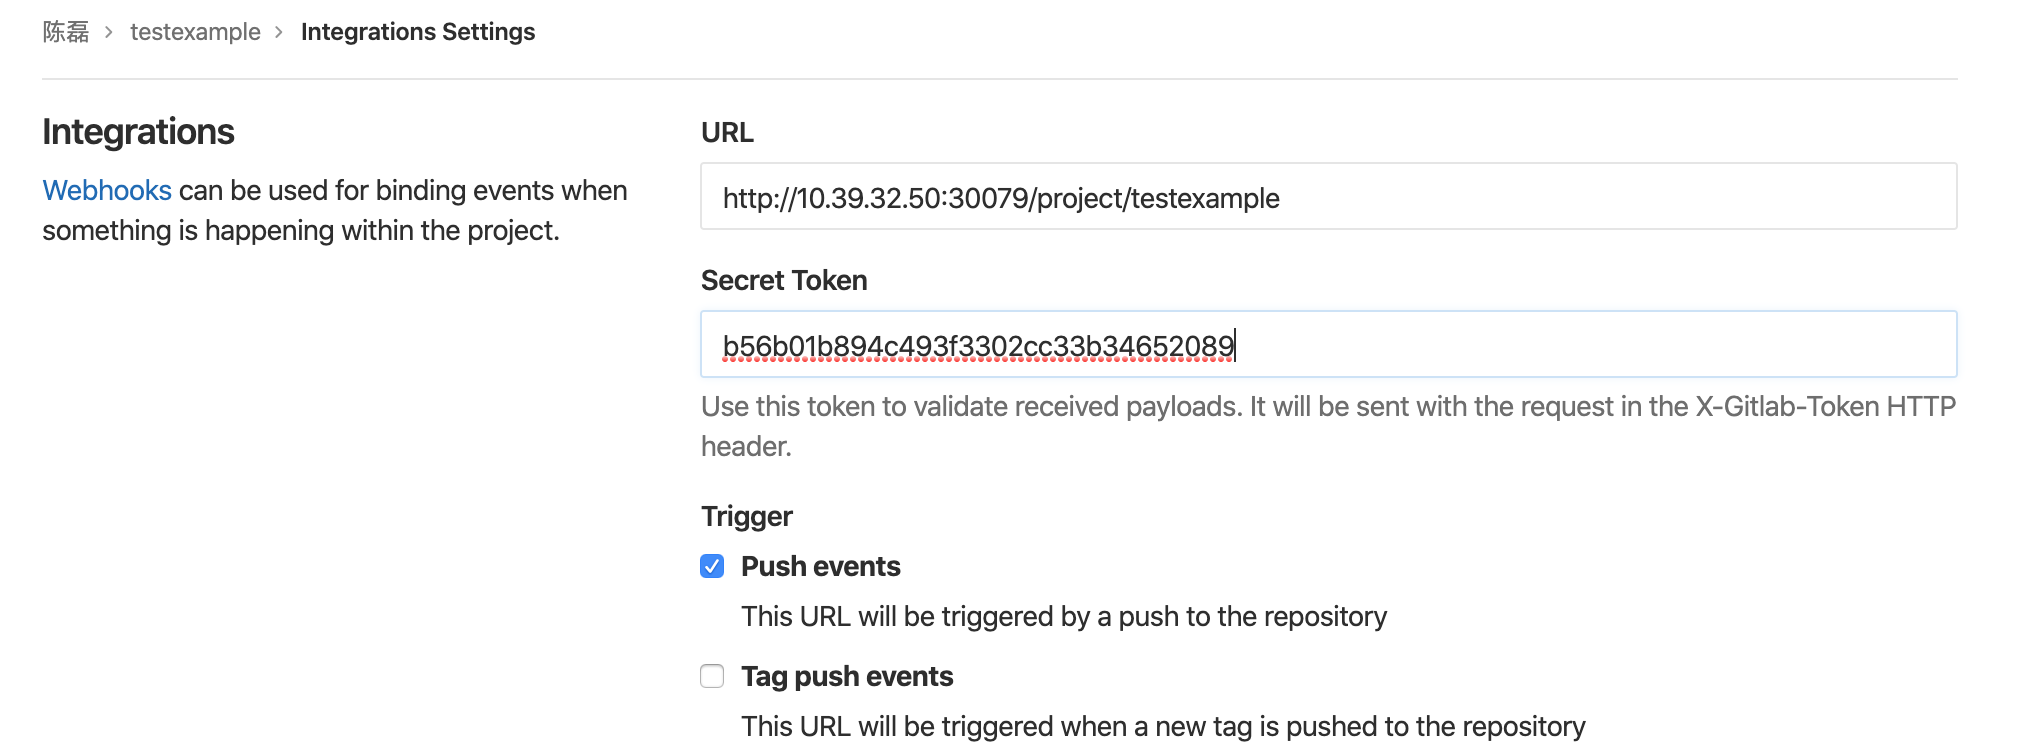 陈磊 > testexample > Integrations Settings
Integrations
Webhooks can be used for binding events when
something is happening within the project.
URL
http://10.39.32.50:30079/project/testexample
Secret Token
b56b01b894c493f3302cc33b34652089
Use this token to validate received payloads. It will be sent with the request in the X-Gitlab-Token HTTP
header.
Trigger
Push events
This URL will be triggered by a push to the repository
Tag push events
This URL will be triggered when a new tag is pushed to the repository